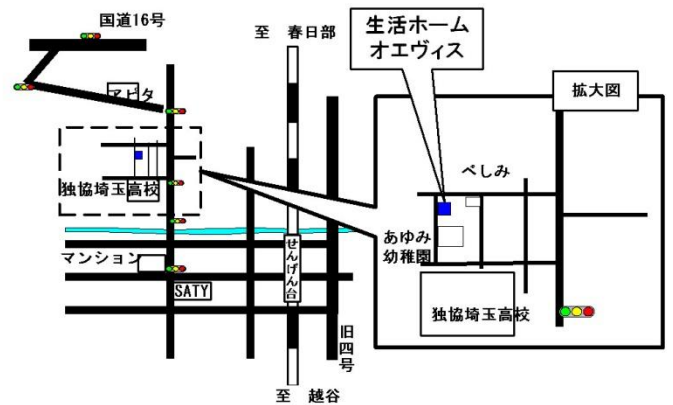 国道16号
至 春日部
生活ホーム
オエヴィス
アピタ
拡大図
べしみ
独協埼玉高校
あゆみ
幼稚園
せんげん台
マンション
SATY
独協埼玉高校
旧四号
至 越谷